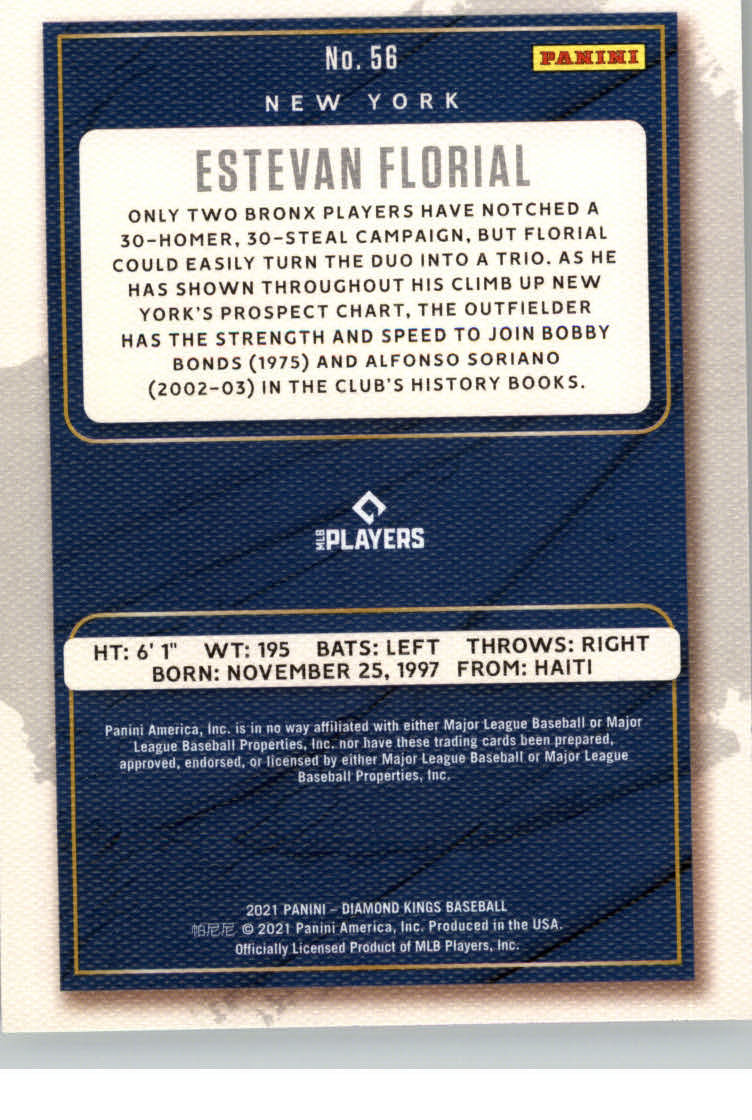 No. 56
PANINI
NEW YORK
ESTEVAN FLORIAL
ONLY TWO BRONX PLAYERS HAVE NOTCHED A
30-HOMER, 30-STEAL CAMPAIGN, BUT FLORIAL
COULD EASILY TURN THE DUO INTO A TRIO. AS HE
HAS SHOWN THROUGHOUT HIS CLIMB UP NEW
YORK'S PROSPECT CHART, THE OUTFIELDER
HAS THE STRENGTH AND SPEED TO JOIN BOBBY
BONDS (1975) AND ALFONSO SORIANO
(2002-03) IN THE CLUB'S HISTORY BOOKS.
MLB PLAYERS
HT: 6' 1" WT: 195 BATS: LEFT THROWS: RIGHT
BORN: NOVEMBER 25, 1997 FROM: HAITI
Panini America, Inc. is in no way affiliated with either Major League Baseball or Major
League Baseball Properties, Inc. nor have these trading cards been prepared,
approved, endorsed, or licensed by either Major League Baseball or Major League
Baseball Properties, Inc.
2021 PANINI – DIAMOND KINGS BASEBALL
帕尼尼 © 2021 Panini America, Inc. Produced in the USA.
Officially Licensed Product of MLB Players, Inc.